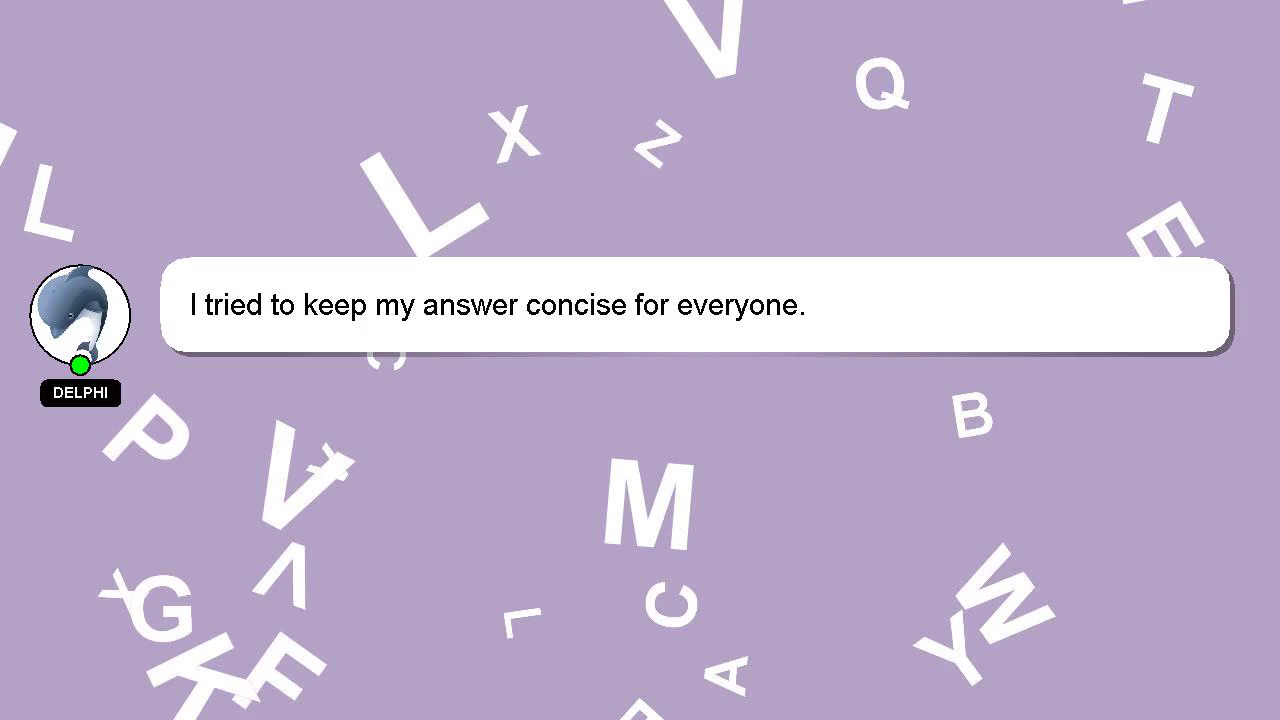 V
Q
T
X
Z
L
L
E
I tried to keep my answer concise for everyone.
C
DELPHI
B
P
V
M
V
W
X
G
L
C
Y
K
F
A